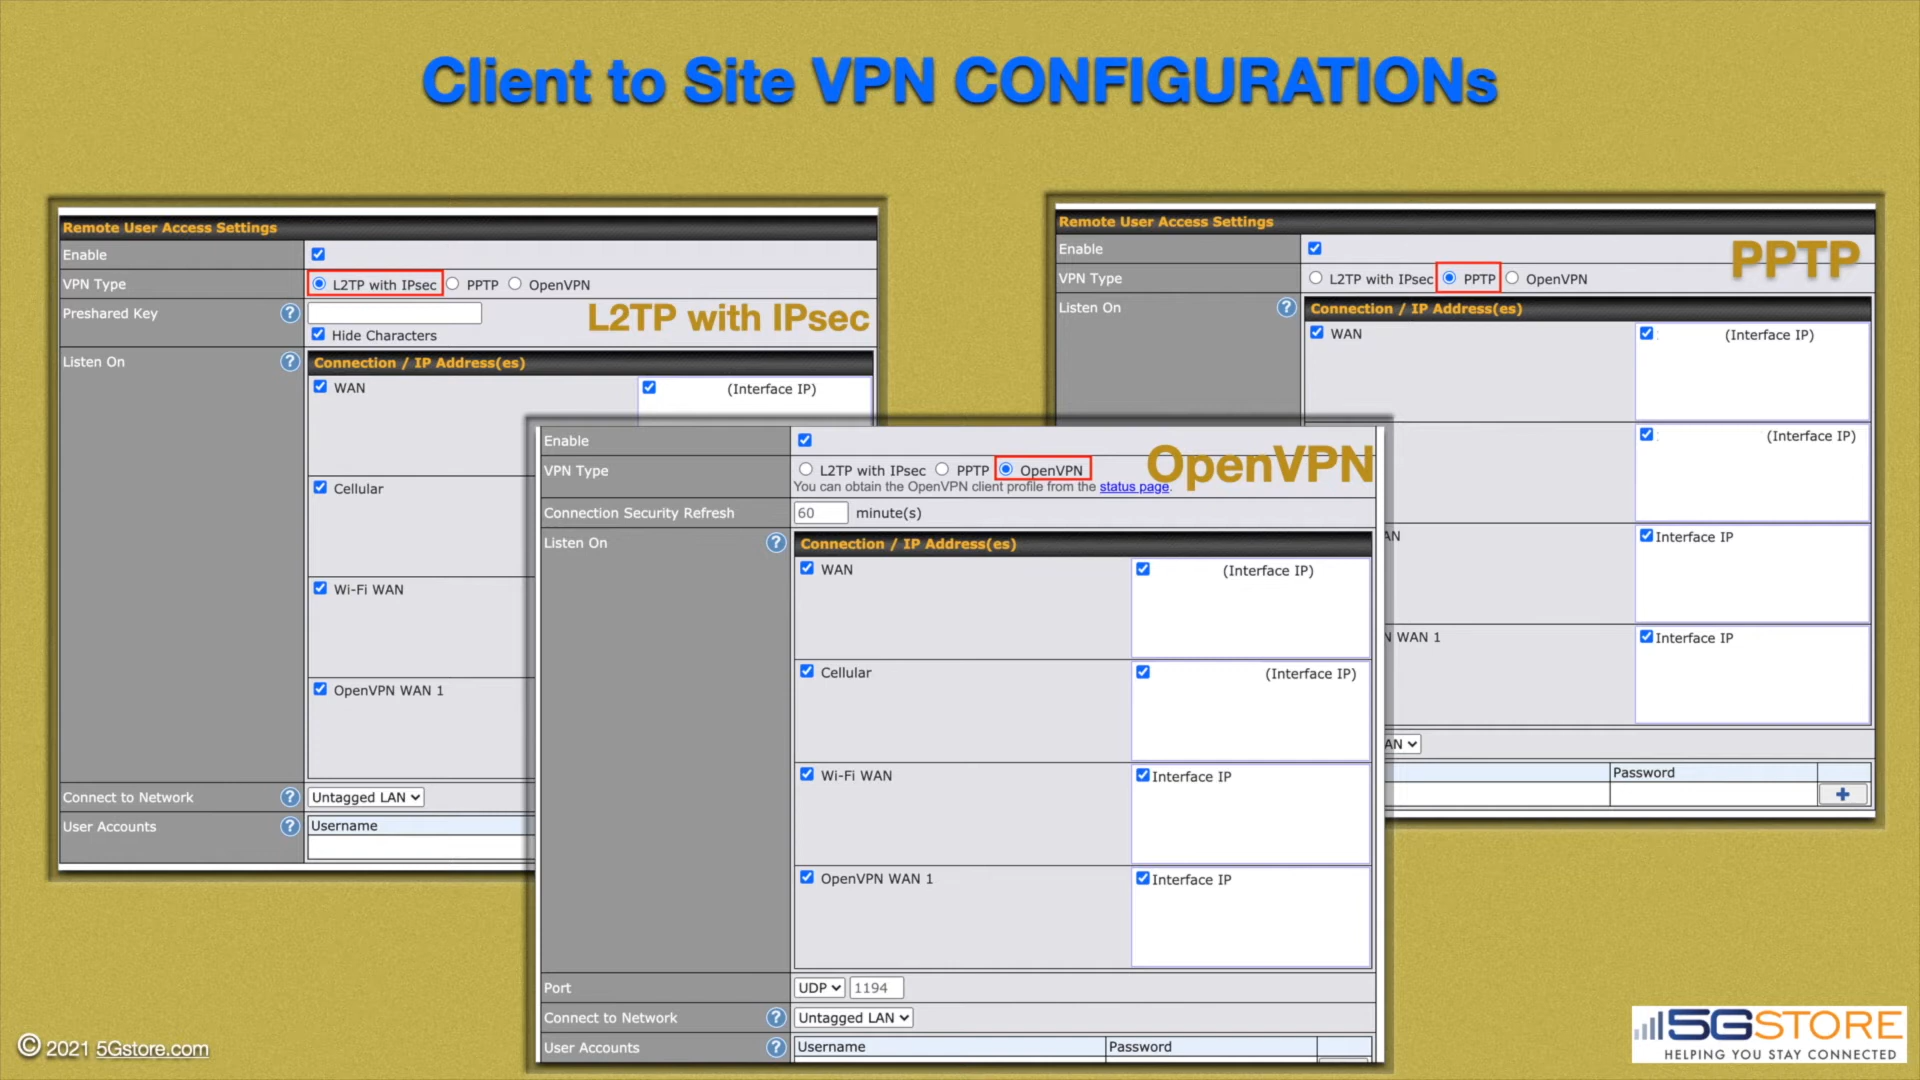 Client to Site VPN CONFIGURATIONs
Remote User Access Settings
Enable
VPN Type
L2TP with IPsec PPTP OpenVPN
Preshared Key
?
L2TP with IPsec
Hide Characters
Listen On
?
Connection / IP Address(es)
WAN
(Interface IP)
Cellular
Wi-Fi WAN
OpenVPN WAN 1
Connect to Network
?
Untagged LAN
User Accounts
?
Username
Remote User Access Settings
Enable
PPTP
VPN Type
L2TP with IPsec PPTP OpenVPN
Listen On
?
Connection / IP Address(es)
WAN
(Interface IP)
(Interface IP)
AN
Interface IP
N WAN 1
Interface IP
AN
Password
+
Enable
VPN Type
L2TP with IPsec PPTP OpenVPN
OpenVPN
You can obtain the OpenVPN client profile from the status page.
Connection Security Refresh
60 minute(s)
Listen On
?
Connection / IP Address(es)
WAN
(Interface IP)
Cellular
(Interface IP)
Wi-Fi WAN
Interface IP
OpenVPN WAN 1
Interface IP
Port
UDP 1194
Connect to Network
?
Untagged LAN
User Accounts
?
Username
Password
© 2021 5Gstore.com
5GSTORE
HELPING YOU STAY CONNECTED